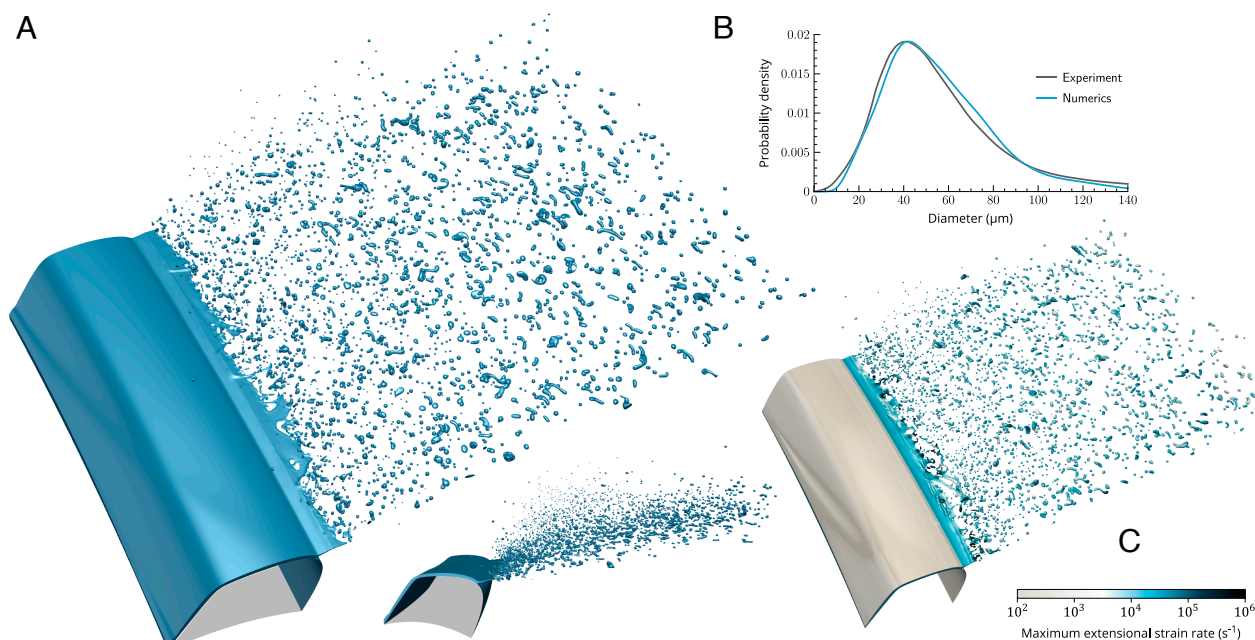 A
B
0.02
0.015
0.01
0.005
0
Probability density
Experiment
Numerics
0 20 40 60 80 100 120 140
Diameter (μm)
C
10² 10³ 10⁴ 10⁵ 10⁶
Maximum extensional strain rate (s⁻¹)